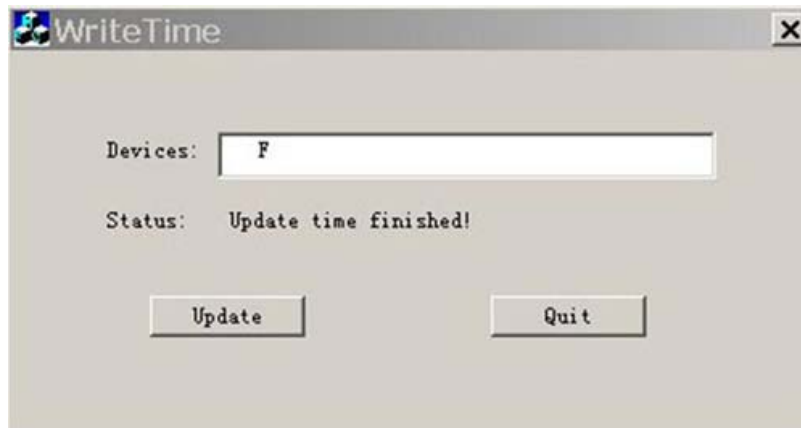 WriteTime
Devices: F
Status: Update time finished!
Update Quit